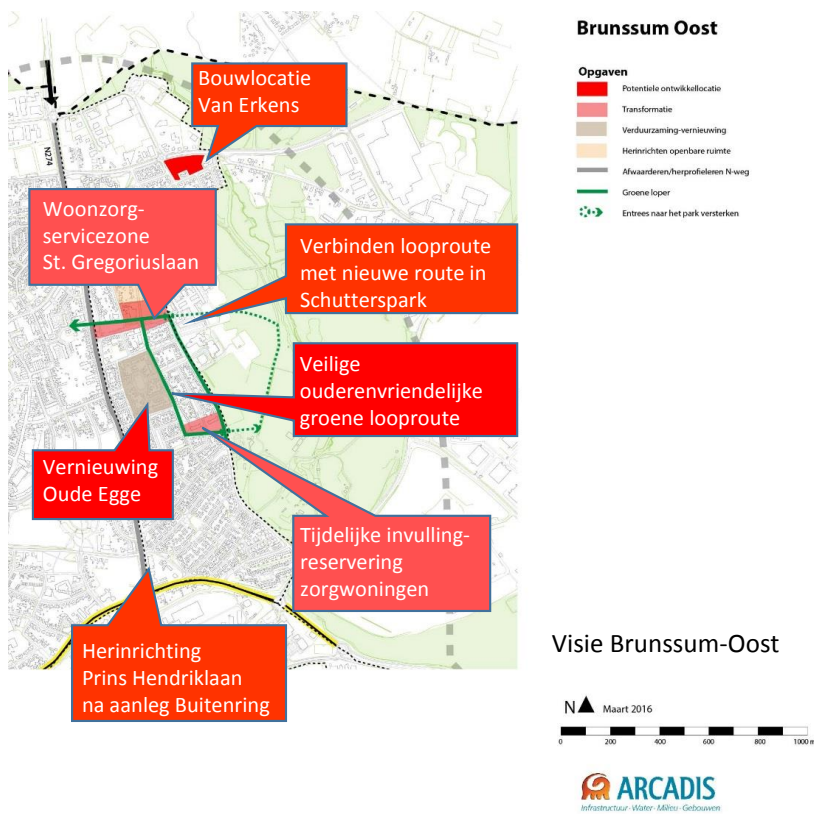 Brunssum Oost
Opgaven
Potentiele ontwikkellocatie
Transformatie
Verduurzaming-vernieuwing
Herinrichten openbare ruimte
Afwaarderen/herprofieleren N-weg
Groene loper
Entrees naar het park versterken
Bouwlocatie
Van Erkens
N274
Woonzorg-
servicezone
St. Gregoriuslaan
Verbinden looproute
met nieuwe route in
Schutterspark
Veilige
ouderenvriendelijke
groene looproute
Vernieuwing
Oude Egge
Tijdelijke invulling-
reservering
zorgwoningen
Herinrichting
Prins Hendriklaan
na aanleg Buitenring
Visie Brunssum-Oost
N Maart 2016
0 200 400 600 800 1000 m
ARCADIS
Infrastructuur · Water · Milieu · Gebouwen